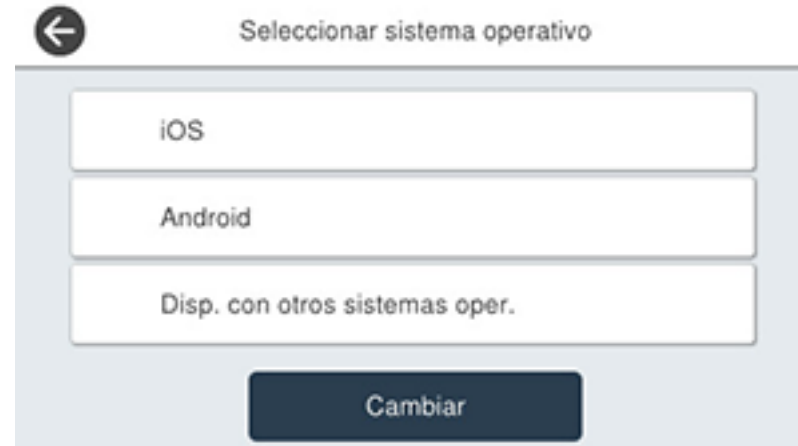 Seleccionar sistema operativo
iOS
Android
Disp. con otros sistemas oper.
Cambiar